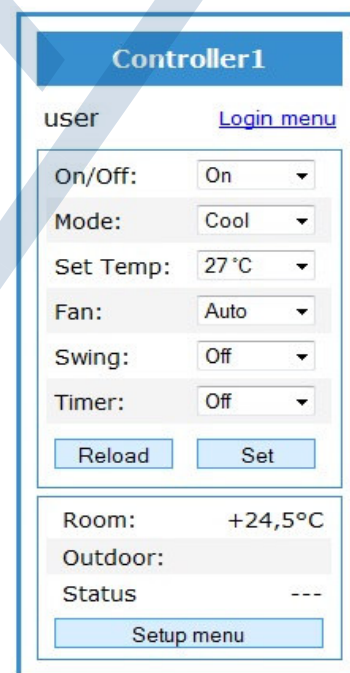 Controller1
user Login menu
On/Off: On
Mode: Cool
Set Temp: 27 °C
Fan: Auto
Swing: Off
Timer: Off
Reload Set
Room: +24,5°C
Outdoor:
Status ---
Setup menu